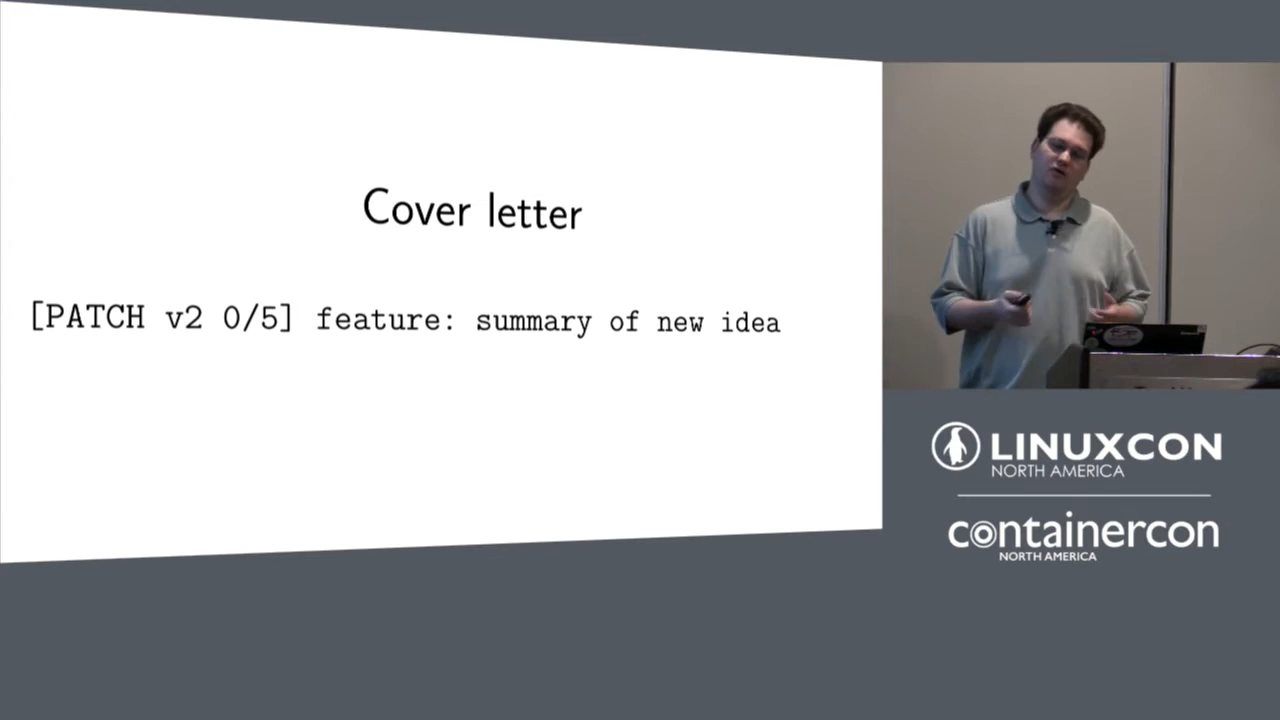 Cover letter
[PATCH v2 0/5] feature: summary of new idea
LINUXCON
NORTH AMERICA
containercon
NORTH AMERICA